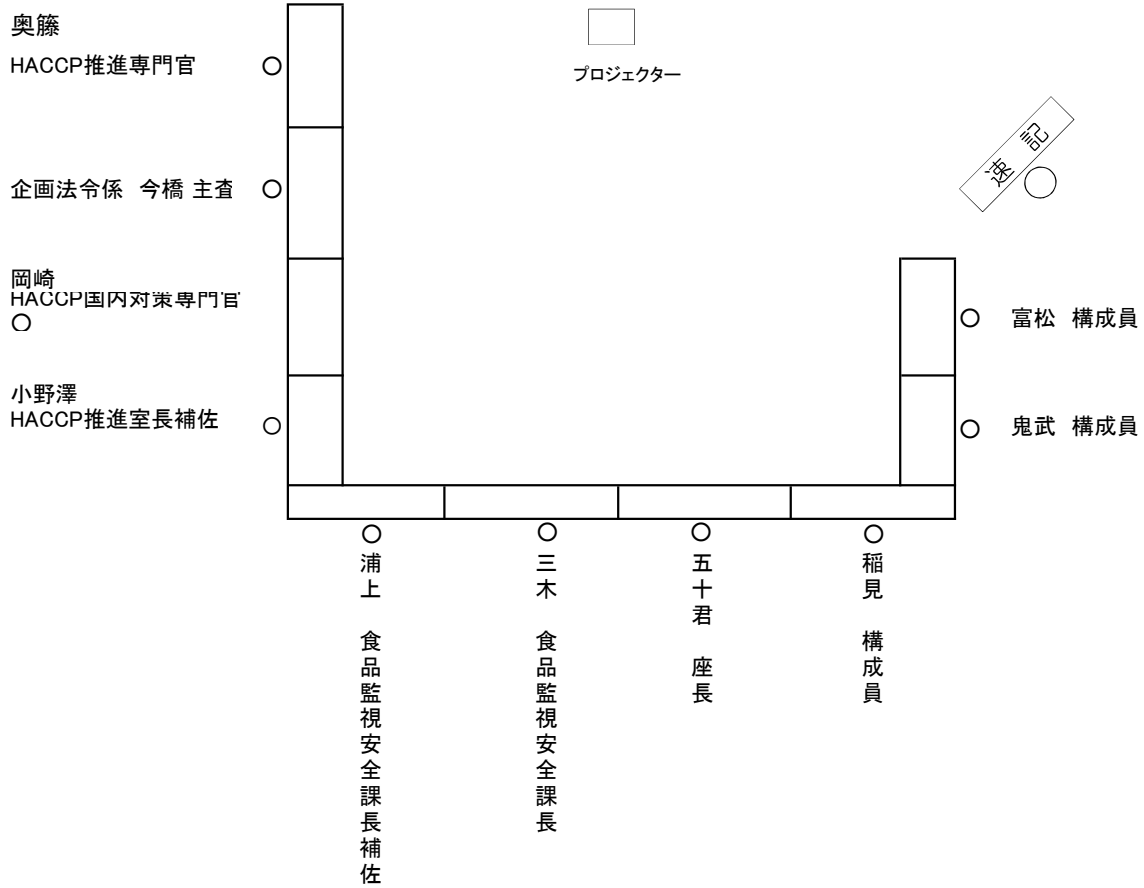 奥藤
HACCP推進専門官
プロジェクター
速 記
企画法令係 今橋 主査
岡崎
HACCP国内対策専門官
富松 構成員
小野澤
HACCP推進室長補佐
鬼武 構成員
浦上 食品監視安全課長補佐
三木 食品監視安全課長
五十君 座長
稲見 構成員